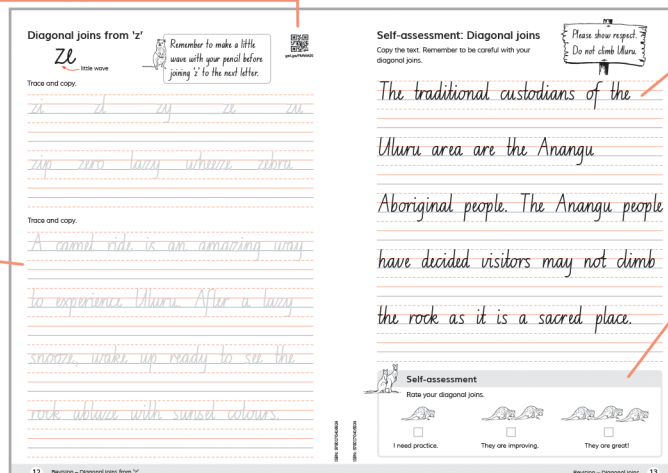 Diagonal joins from 'z'
ze
little wave
Remember to make a little
wave with your pencil before
joining 'z' to the next letter.
Trace and copy.
zi zl zy ze zu
zip zero lazy wheeze zebra
Trace and copy.
A camel ride is an amazing way
to experience Uluru. After a lazy
snooze, wake up ready to see the
rock ablaze with sunset colours.
12 Revision – Diagonal joins from 'z'
Self-assessment: Diagonal joins
Copy the text. Remember to be careful with your
diagonal joins.
Please show respect.
Do not climb Uluru.
The traditional custodians of the
Uluru area are the Anangu
Aboriginal people. The Anangu people
have decided visitors may not climb
the rock as it is a sacred place.
Self-assessment
Rate your diagonal joins.
I need practice. They are improving. They are great!
Revision – Diagonal joins 13